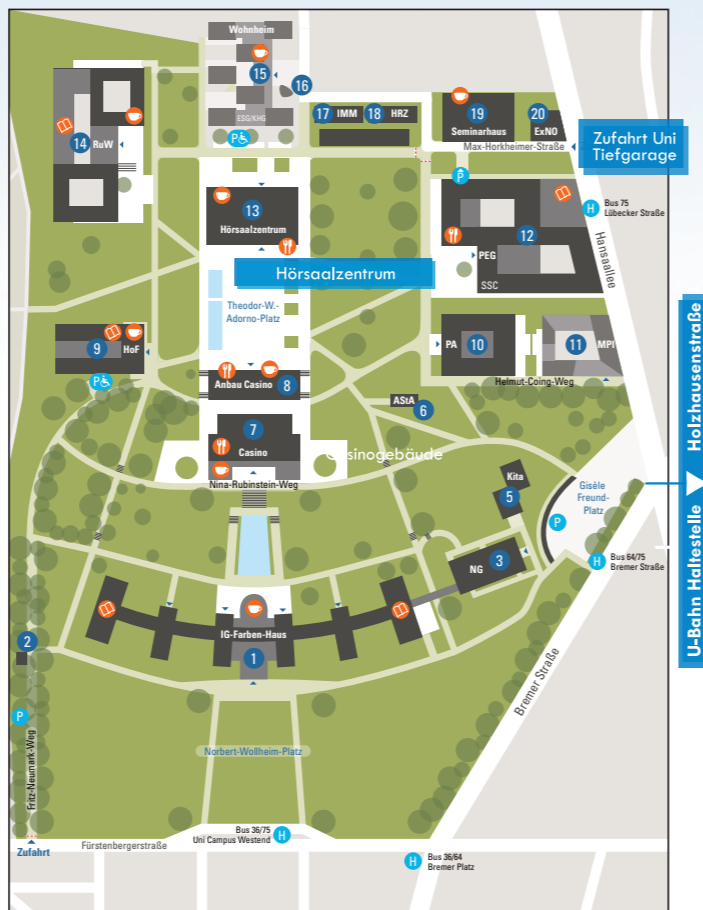 Wohnheim
15
16
ESG/KHG
P
17
IMM
18
HRZ
19
Seminarhaus
20
ExNO
Max-Horkheimer-Straße
Zufahrt Uni
Tiefgarage
14
RuW
P
13
Hörsaalzentrum
12
H
Bus 75
Lübecker Straße
Hansaallee
PEG
SSC
Hörsaalzentrum
Theodor-W.-
Adorno-Platz
9
HoF
P
PA
10
11
MPI
Helmut-Coing-Weg
Anbau Casino
8
AStA
6
7
Casino
Casinogebäude
Nina-Rubinstein-Weg
Kita
5
Gisèle
Freund-
Platz
P
U-Bahn Haltestelle Holzhausenstraße
3
NG
H
Bus 64/75
Bremer Straße
IG-Farben-Haus
1
2
P
Fritz-Neumark-Weg
Bremer Straße
Norbert-Wollheim-Platz
Bus 36/75
Uni Campus Westend
H
Zufahrt
Fürstenbergerstraße
H
Bus 36/64
Bremer Platz